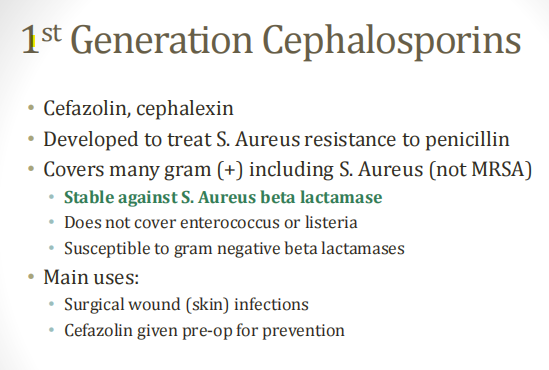 1st Generation Cephalosporins
• Cefazolin, cephalexin
• Developed to treat S. Aureus resistance to penicillin
• Covers many gram (+) including S. Aureus (not MRSA)
• Stable against S. Aureus beta lactamase
• Does not cover enterococcus or listeria
• Susceptible to gram negative beta lactamases
• Main uses:
• Surgical wound (skin) infections
• Cefazolin given pre-op for prevention